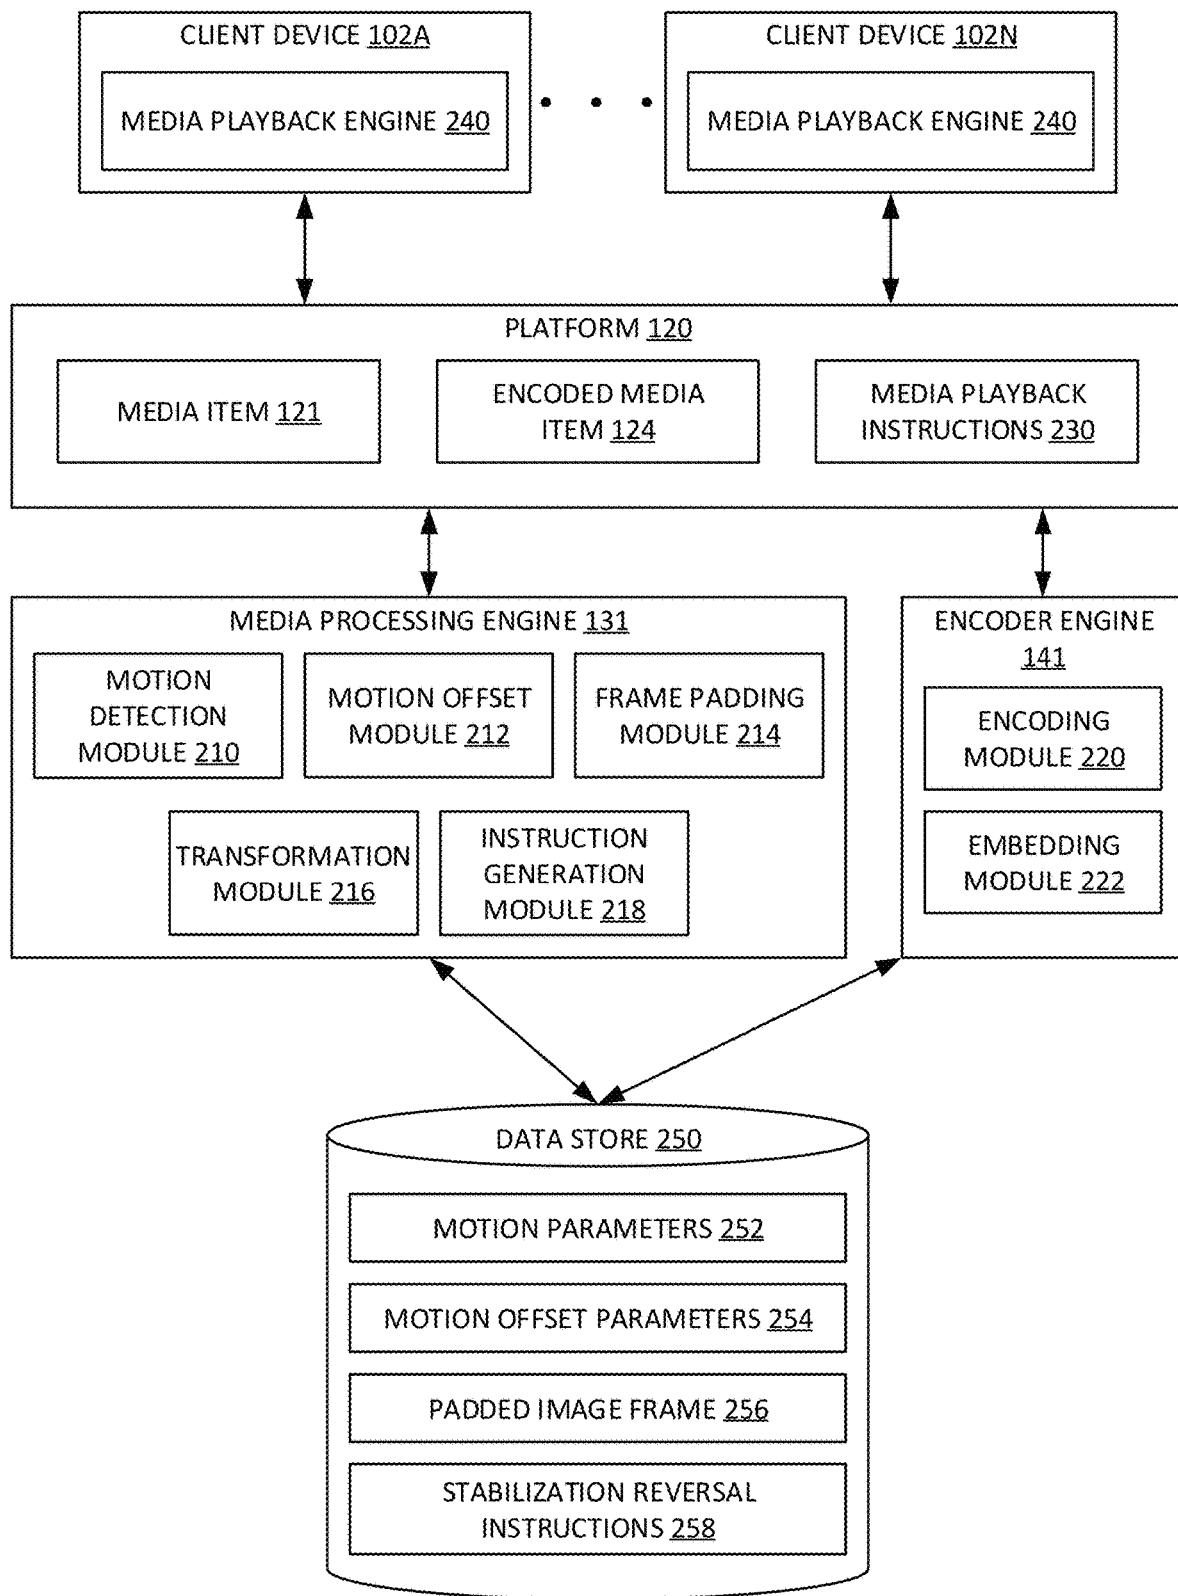 CLIENT DEVICE 102A
MEDIA PLAYBACK ENGINE 240
CLIENT DEVICE 102N
MEDIA PLAYBACK ENGINE 240
PLATFORM 120
MEDIA ITEM 121
ENCODED MEDIA
ITEM 124
MEDIA PLAYBACK
INSTRUCTIONS 230
MEDIA PROCESSING ENGINE 131
MOTION
DETECTION
MODULE 210
MOTION OFFSET
MODULE 212
FRAME PADDING
MODULE 214
TRANSFORMATION
MODULE 216
INSTRUCTION
GENERATION
MODULE 218
ENCODER ENGINE
141
ENCODING
MODULE 220
EMBEDDING
MODULE 222
DATA STORE 250
MOTION PARAMETERS 252
MOTION OFFSET PARAMETERS 254
PADDED IMAGE FRAME 256
STABILIZATION REVERSAL
INSTRUCTIONS 258